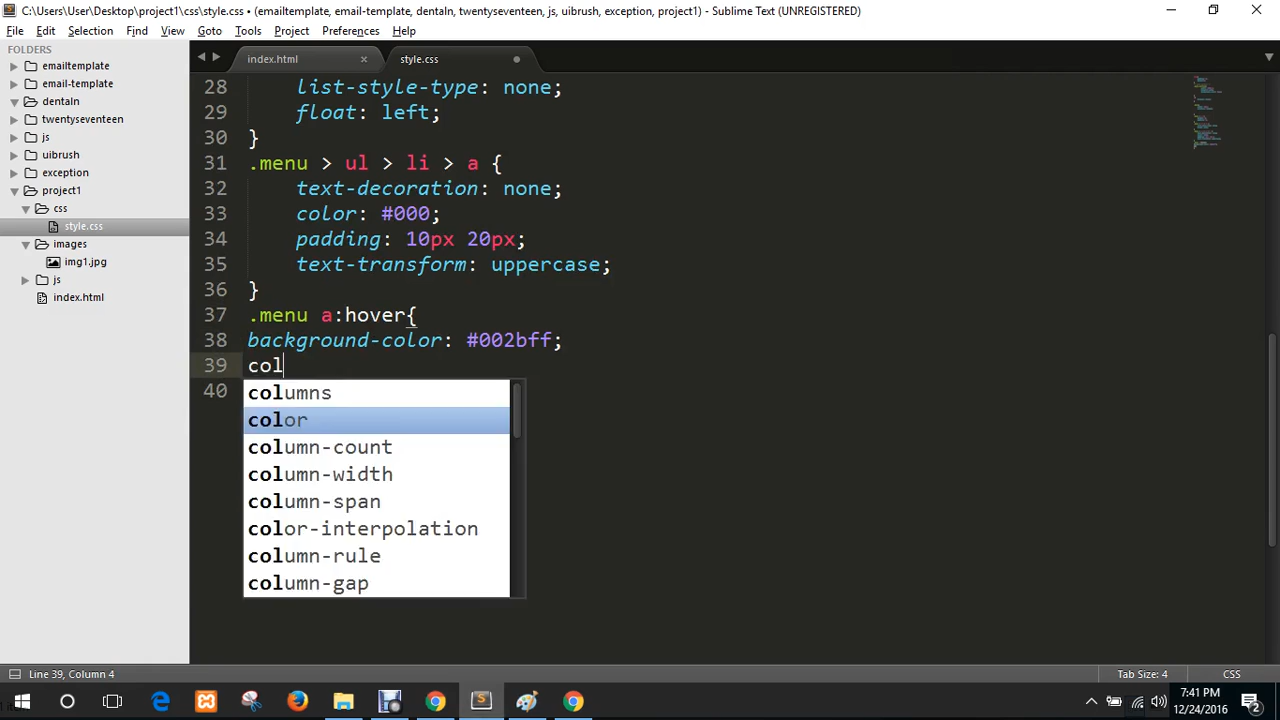 C:\Users\User\Desktop\project1\css\style.css • (emailtemplate, email-template, dentaln, twentyseventeen, js, uibrush, exception, project1) - Sublime Text (UNREGISTERED)
File Edit Selection Find View Goto Tools Project Preferences Help
FOLDERS
emailtemplate
email-template
dentaln
twentyseventeen
js
uibrush
exception
project1
css
style.css
images
img1.jpg
js
index.html
index.html style.css
28 list-style-type: none;
29 float: left;
30 }
31 .menu > ul > li > a {
32 text-decoration: none;
33 color: #000;
34 padding: 10px 20px;
35 text-transform: uppercase;
36 }
37 .menu a:hover{
38 background-color: #002bff;
39 col
40
columns
color
column-count
column-width
column-span
color-interpolation
column-rule
column-gap
Line 39, Column 4 Tab Size: 4 CSS
7:41 PM
12/24/2016
2